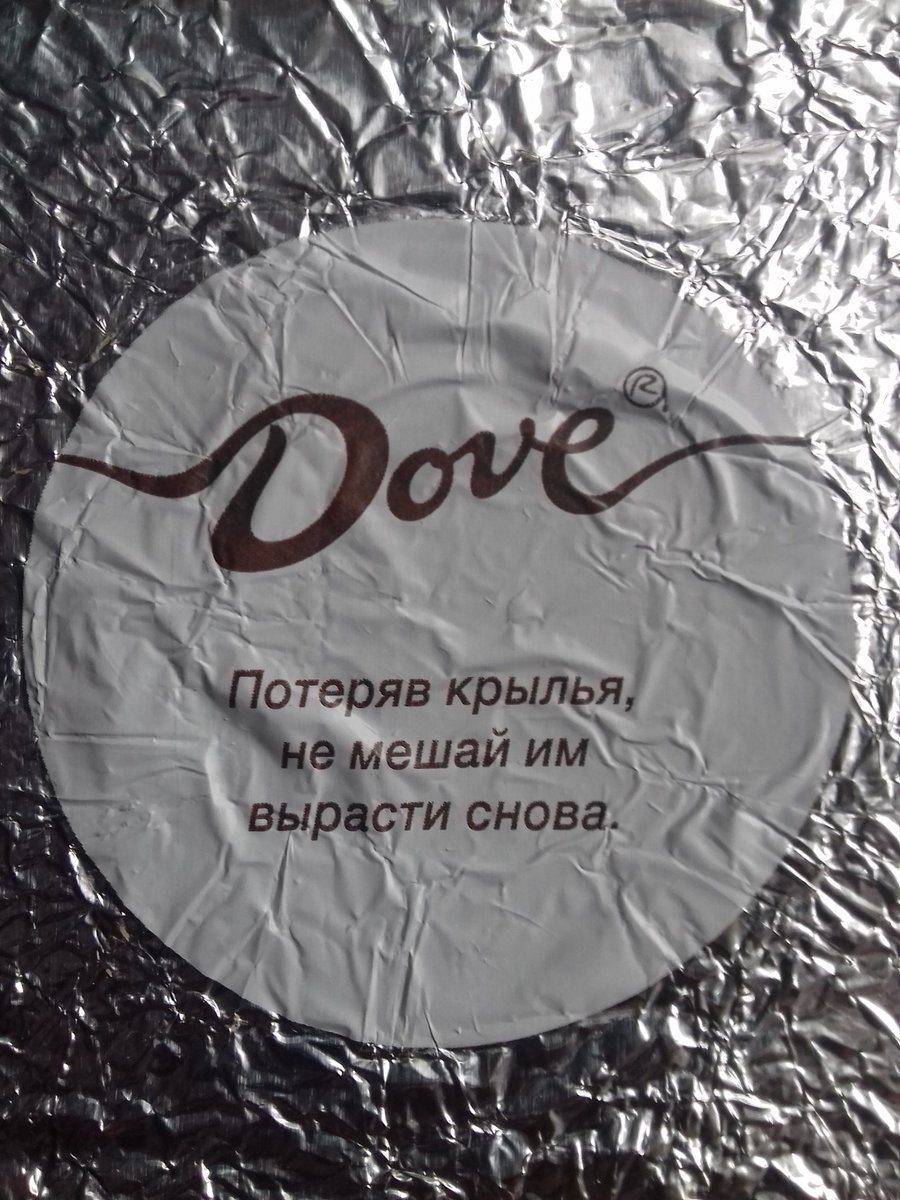 Dove®
Потеряв крылья,
не мешай им
вырасти снова.